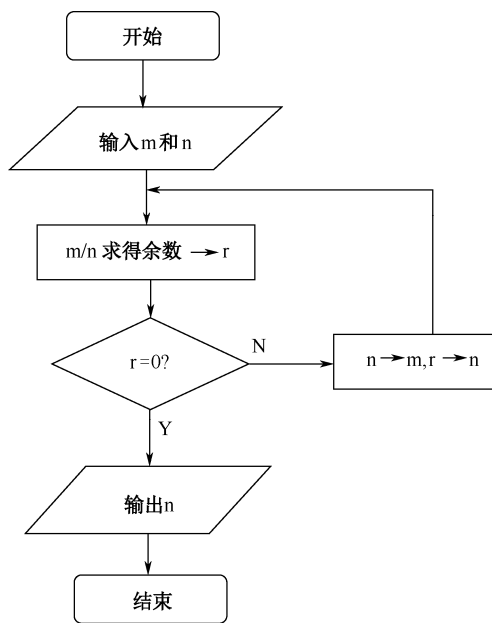 开始
输入m和n
m/n 求得余数 → r
r=0?
N
n→m,r→n
Y
输出n
结束